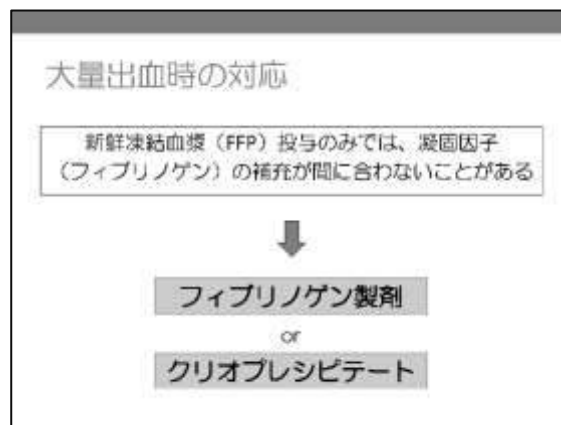 大量出血時の対応
新鮮凍結血漿（FFP）投与のみでは、凝固因子
（フィブリノゲン）の補充が間に合わないことがある
フィブリノゲン製剤
or
クリオプレシピテート